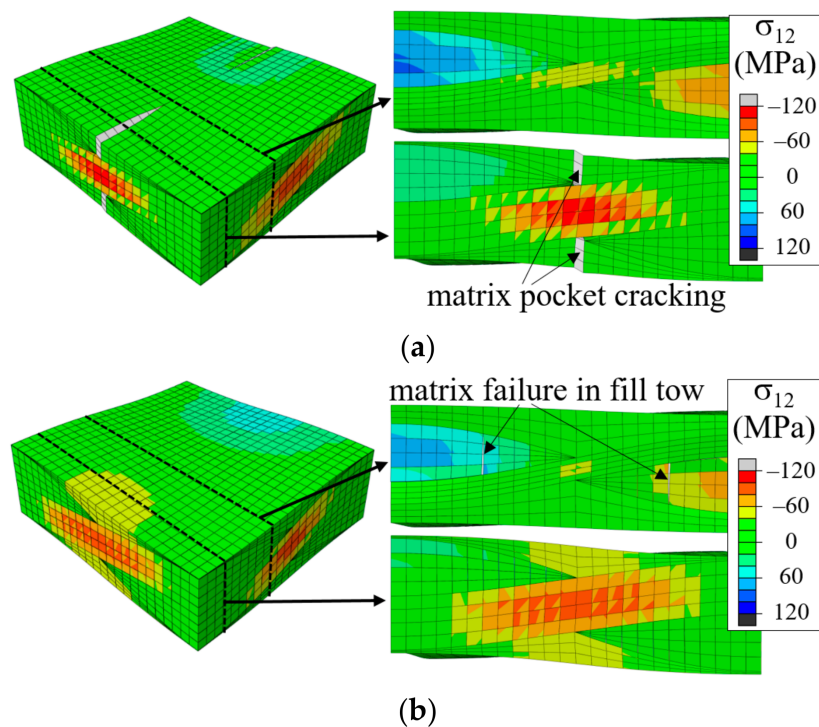 σ12
(MPa)
–120
–60
0
60
120
matrix pocket cracking
(a)
matrix failure in fill tow
σ12
(MPa)
–120
–60
0
60
120
(b)